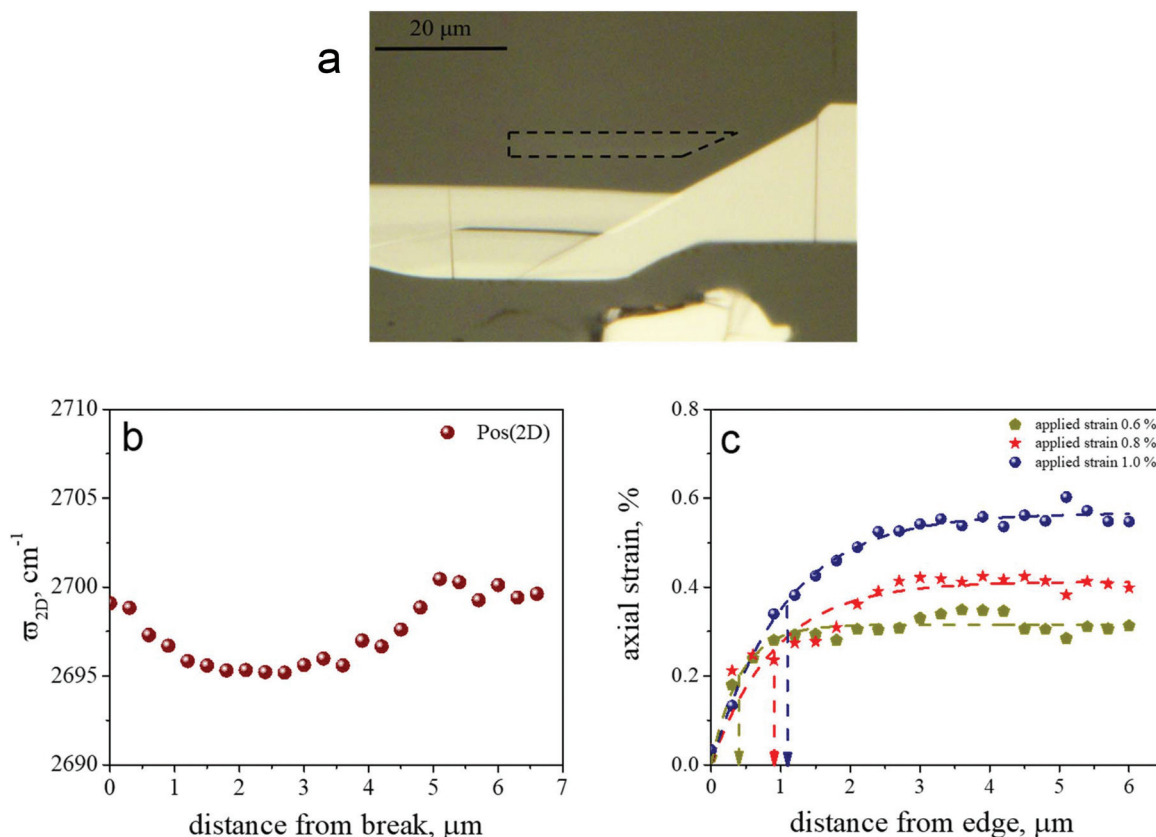 a
20 μm
b
Pos(2D)
2710
2705
2700
2695
2690
ϖ2D, cm-1
0 1 2 3 4 5 6 7
distance from break, μm
c
applied strain 0.6 %
applied strain 0.8 %
applied strain 1.0 %
0.8
0.6
0.4
0.2
0.0
axial strain, %
0 1 2 3 4 5 6
distance from edge, μm